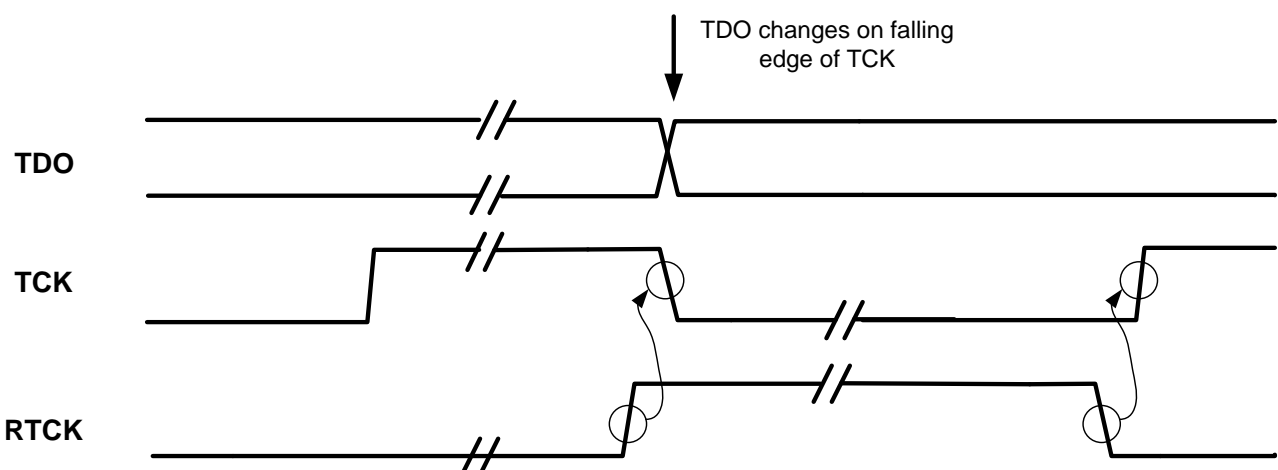 TDO changes on falling
edge of TCK
TDO
TCK
RTCK